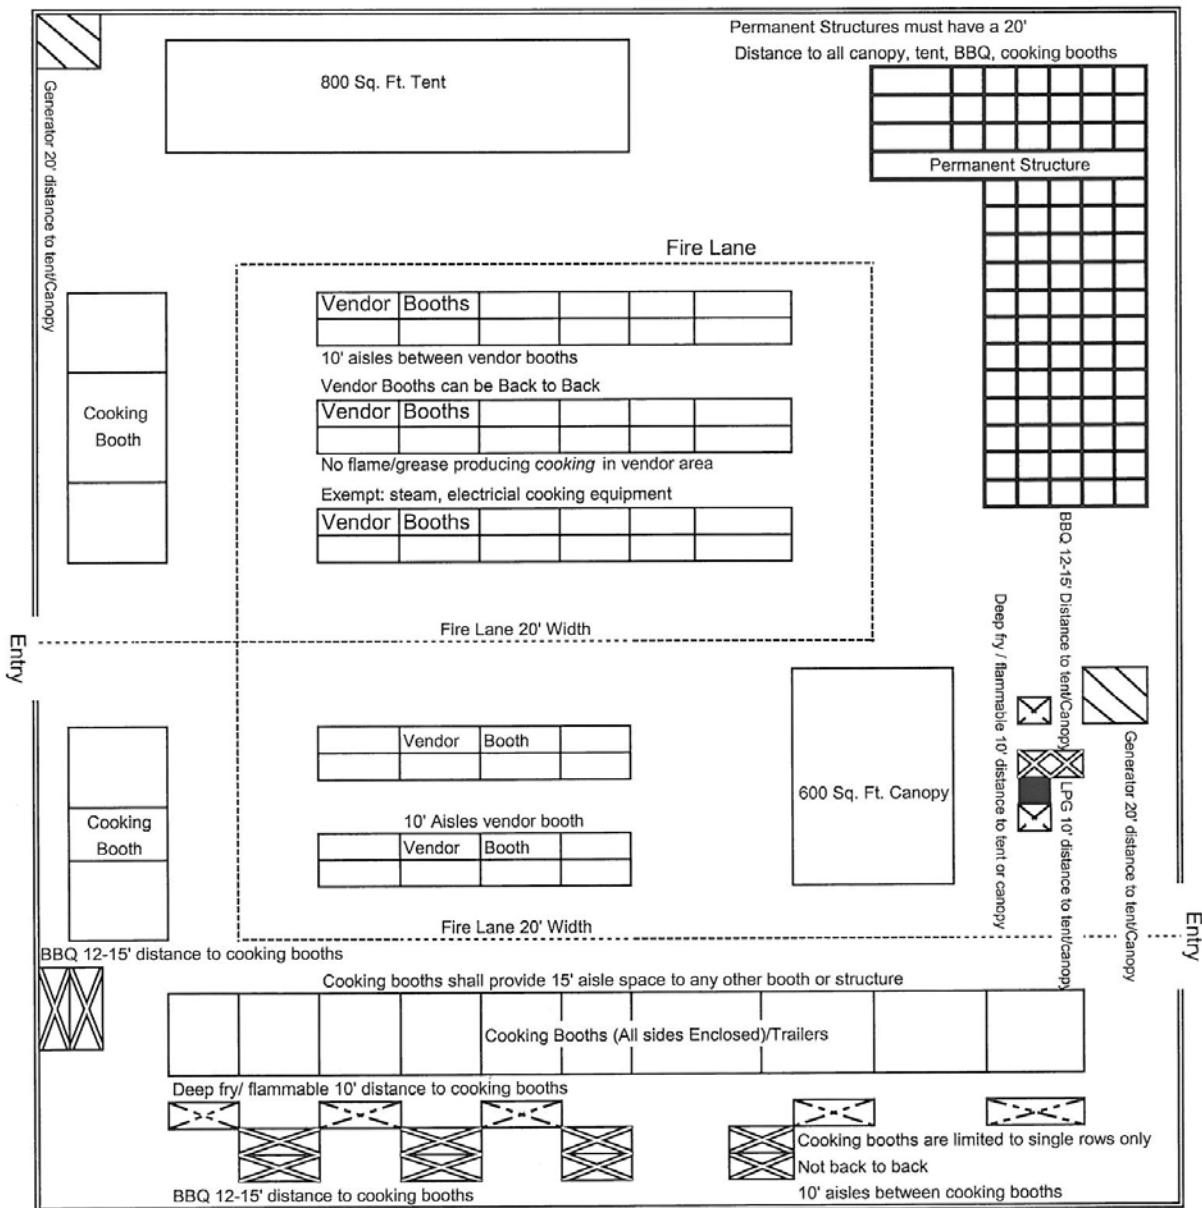 Permanent Structures must have a 20'
Distance to all canopy, tent, BBQ, cooking booths
800 Sq. Ft. Tent
Generator 20' distance to tent/Canopy
Permanent Structure
Fire Lane
Vendor Booths
10' aisles between vendor booths
Vendor Booths can be Back to Back
Vendor Booths
Cooking
Booth
No flame/grease producing cooking in vendor area
Exempt: steam, electricial cooking equipment
Vendor Booths
BBQ 12-15' Distance to tent/Canopy
Deep fry / flammable 10' distance to tent or canopy
Fire Lane 20' Width
Entry
Vendor Booth
600 Sq. Ft. Canopy
LPG 10' distance to tent/canopy
Generator 20' distance to tent/Canopy
Cooking
Booth
10' Aisles vendor booth
Vendor Booth
Fire Lane 20' Width
Entry
BBQ 12-15' distance to cooking booths
Cooking booths shall provide 15' aisle space to any other booth or structure
Cooking Booths (All sides Enclosed)/Trailers
Deep fry/ flammable 10' distance to cooking booths
Cooking booths are limited to single rows only
Not back to back
BBQ 12-15' distance to cooking booths
10' aisles between cooking booths